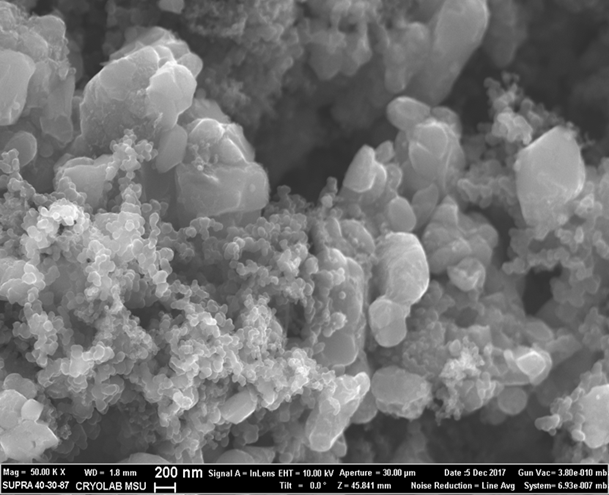 Mag = 50.00 K X WD = 1.8 mm 200 nm Signal A = InLens EHT = 10.00 kV Aperture = 30.00 µm Date :5 Dec 2017 Gun Vac= 3.80e-010 mb
SUPRA 40-30-87 CRYOLAB MSU Tilt = 0.0° Z = 45.841 mm Noise Reduction = Line Avg System= 6.93e-007 mb